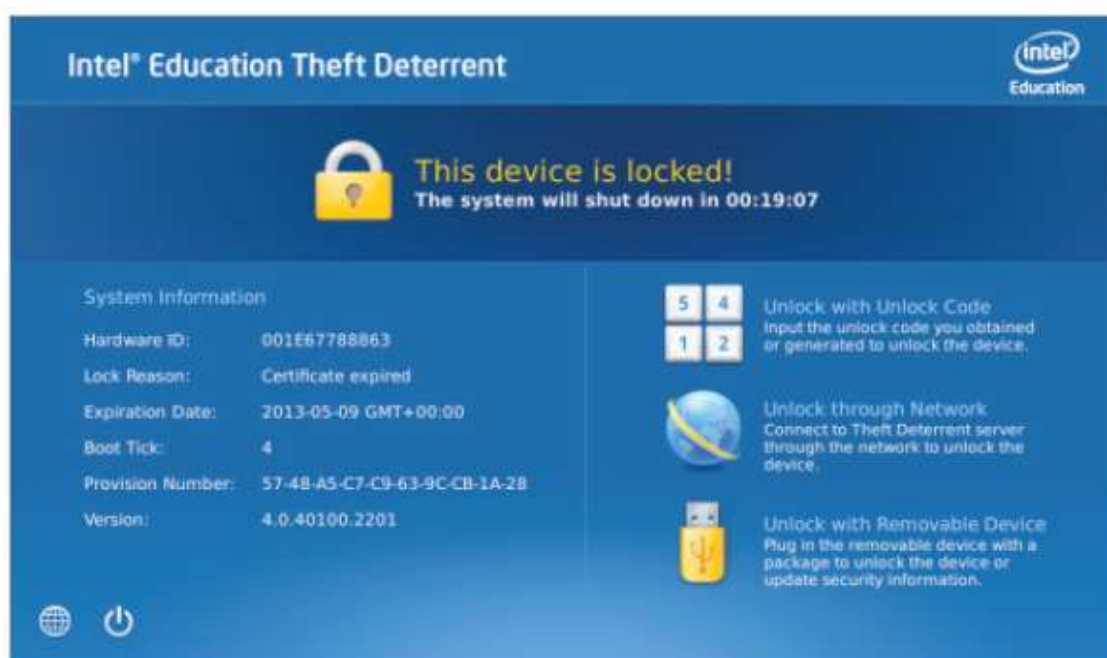 Intel® Education Theft Deterrent
intel
Education
This device is locked!
The system will shut down in 00:19:07
System Information
Hardware ID: 001E67788863
Lock Reason: Certificate expired
Expiration Date: 2013-05-09 GMT+00:00
Boot Tick: 4
Provision Number: 57-48-A5-C7-C9-63-9C-CB-1A-28
Version: 4.0.40100.2201
5 4
1 2
Unlock with Unlock Code
Input the unlock code you obtained
or generated to unlock the device.
Unlock through Network
Connect to Theft Deterrent server
through the network to unlock the
device.
Unlock with Removable Device
Plug in the removable device with a
package to unlock the device or
update security information.